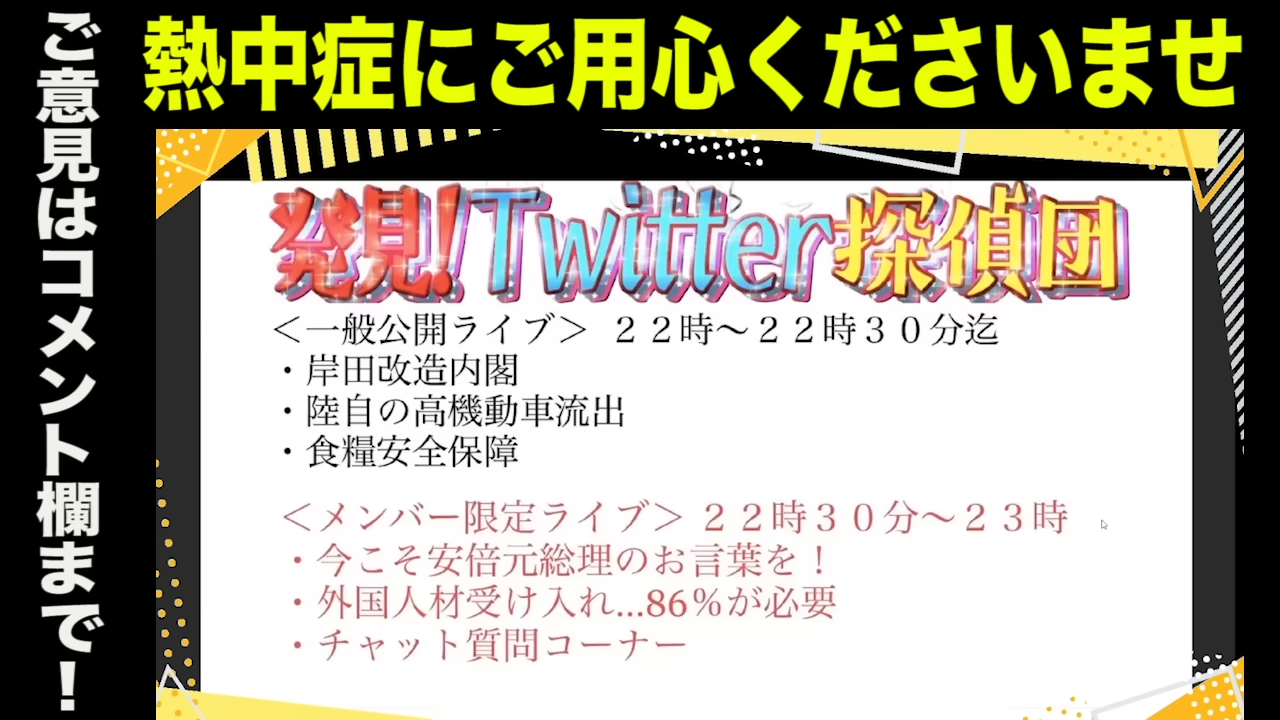 熱中症にご用心くださいませ
ご意見はコメント欄まで！
発見！Twitter探偵団
＜一般公開ライブ＞ ２２時～２２時３０分迄
・岸田改造内閣
・陸自の高機動車流出
・食糧安全保障
＜メンバー限定ライブ＞ ２２時３０分～２３時
・今こそ安倍元総理のお言葉を！
・外国人材受け入れ...86％が必要
・チャット質問コーナー